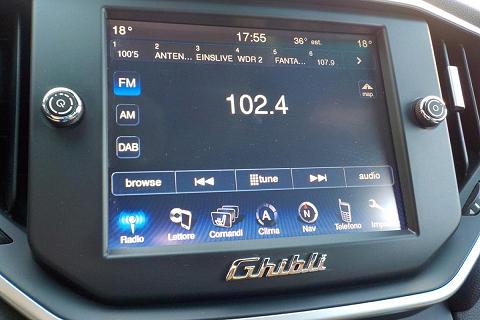 18° 17:55 36° est. 18°
1 2 3 4 5 6
100'5 ANTEN... EINSLIVE WDR 2 FANTA... 107.9 >
FM
102.4
map
AM
DAB
browse tune audio
Radio Lettore Comandi Clima Nav Telefono
A N
Ghibli